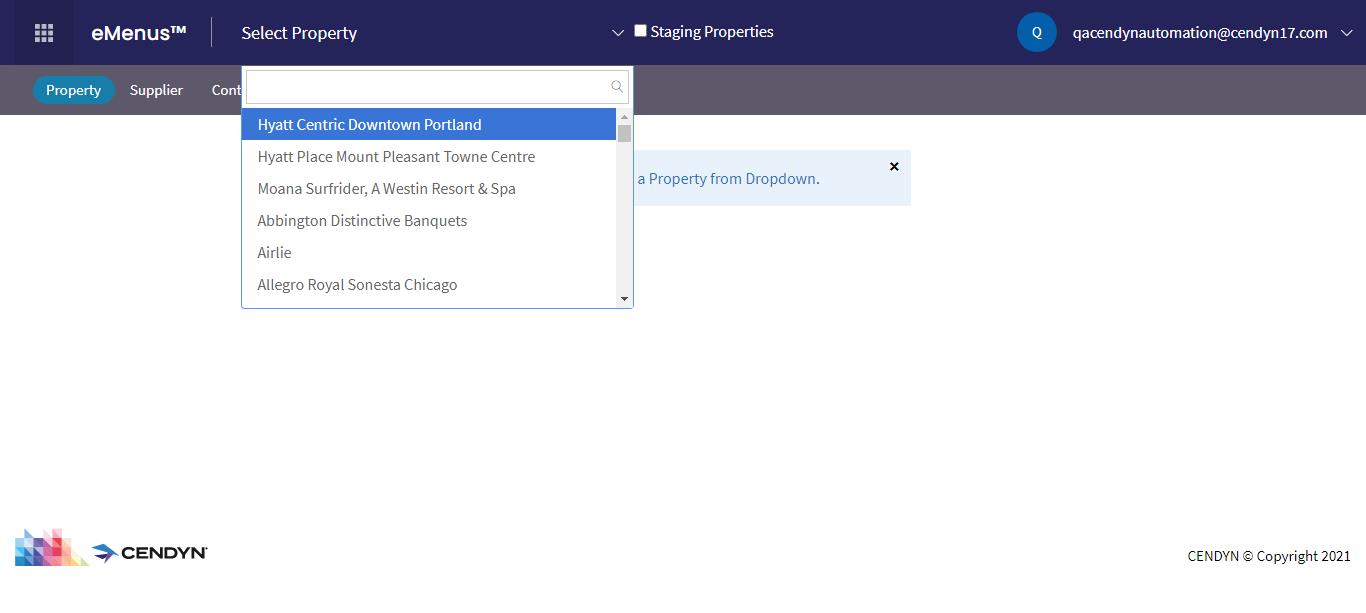 eMenus™
Select Property
Staging Properties
Q
qacendynautomation@cendyn17.com
Property
Supplier
Cont
Hyatt Centric Downtown Portland
Hyatt Place Mount Pleasant Towne Centre
Moana Surfrider, A Westin Resort & Spa
Abbington Distinctive Banquets
Airlie
Allegro Royal Sonesta Chicago
a Property from Dropdown.
×
CENDYN
CENDYN © Copyright 2021